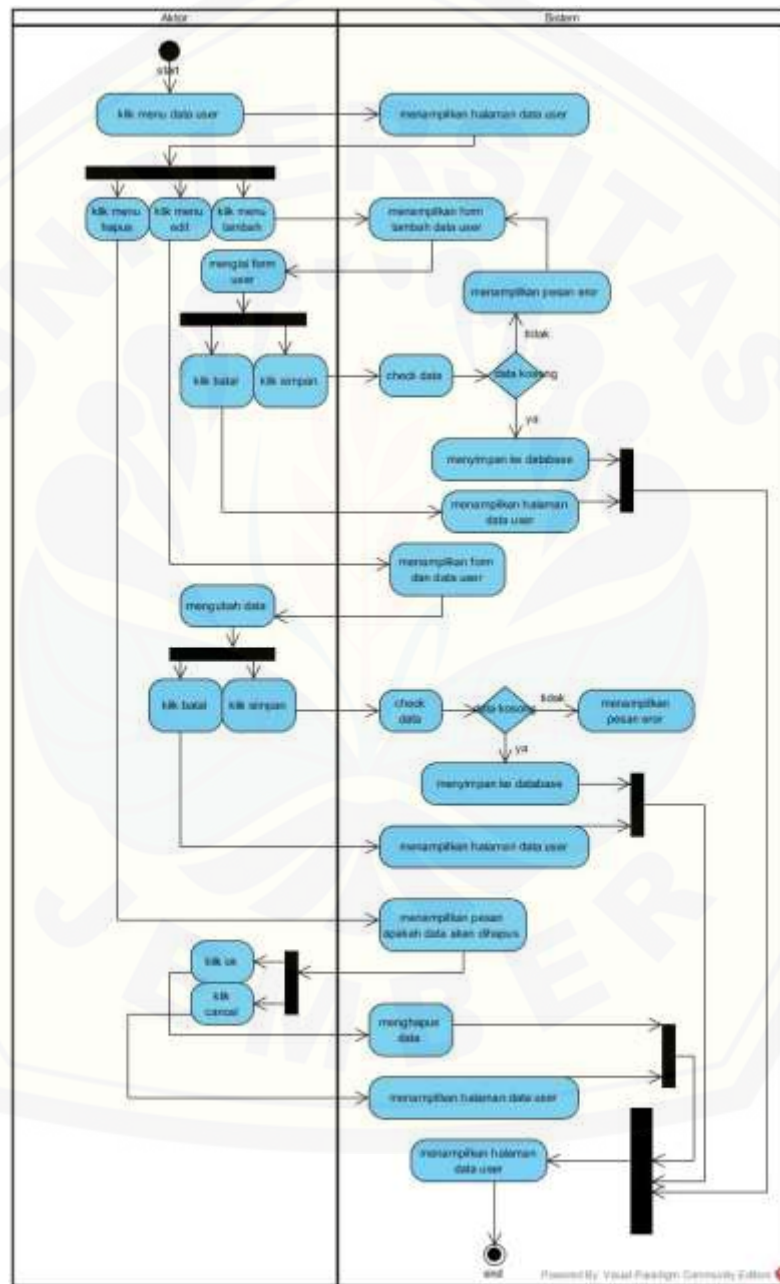 Aktor
Sistem
start
klik menu data user
menampilkan halaman data user
klik menu
hapus
klik menu
edit
klik menu
tambah
menampilkan form
tambah data user
mengisi form
user
menampilkan pesan eror
tidak
klik batal
klik simpan
check data
data kosong
ya
menyimpan ke database
menampilkan halaman
data user
menampilkan form
dan data user
mengubah data
klik batal
klik simpan
check
data
data kosong
tidak
menampilkan
pesan eror
ya
menyimpan ke database
menampilkan halaman data user
menampilkan pesan
apakah data akan dihapus
klik ok
klik
cancel
menghapus
data
menampilkan halaman data user
menampilkan halaman
data user
end
Powered By Visual Paradigm Community Edition
UNIVERSITAS
JEMBER